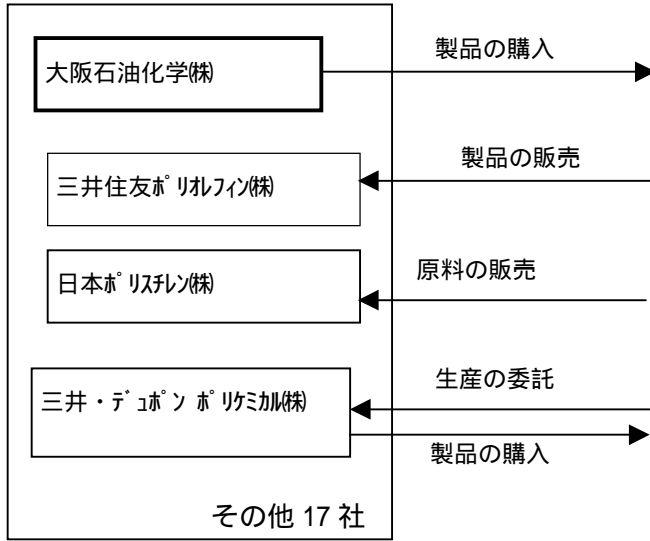 大阪石油化学㈱
製品の購入
三井住友ﾎﾟﾘｵﾚﾌｨﾝ㈱
製品の販売
日本ﾎﾟﾘｽﾁﾚﾝ㈱
原料の販売
三井・ﾃﾞｭﾎﾟﾝ ﾎﾟﾘｹﾐｶﾙ㈱
生産の委託
製品の購入
その他 17 社